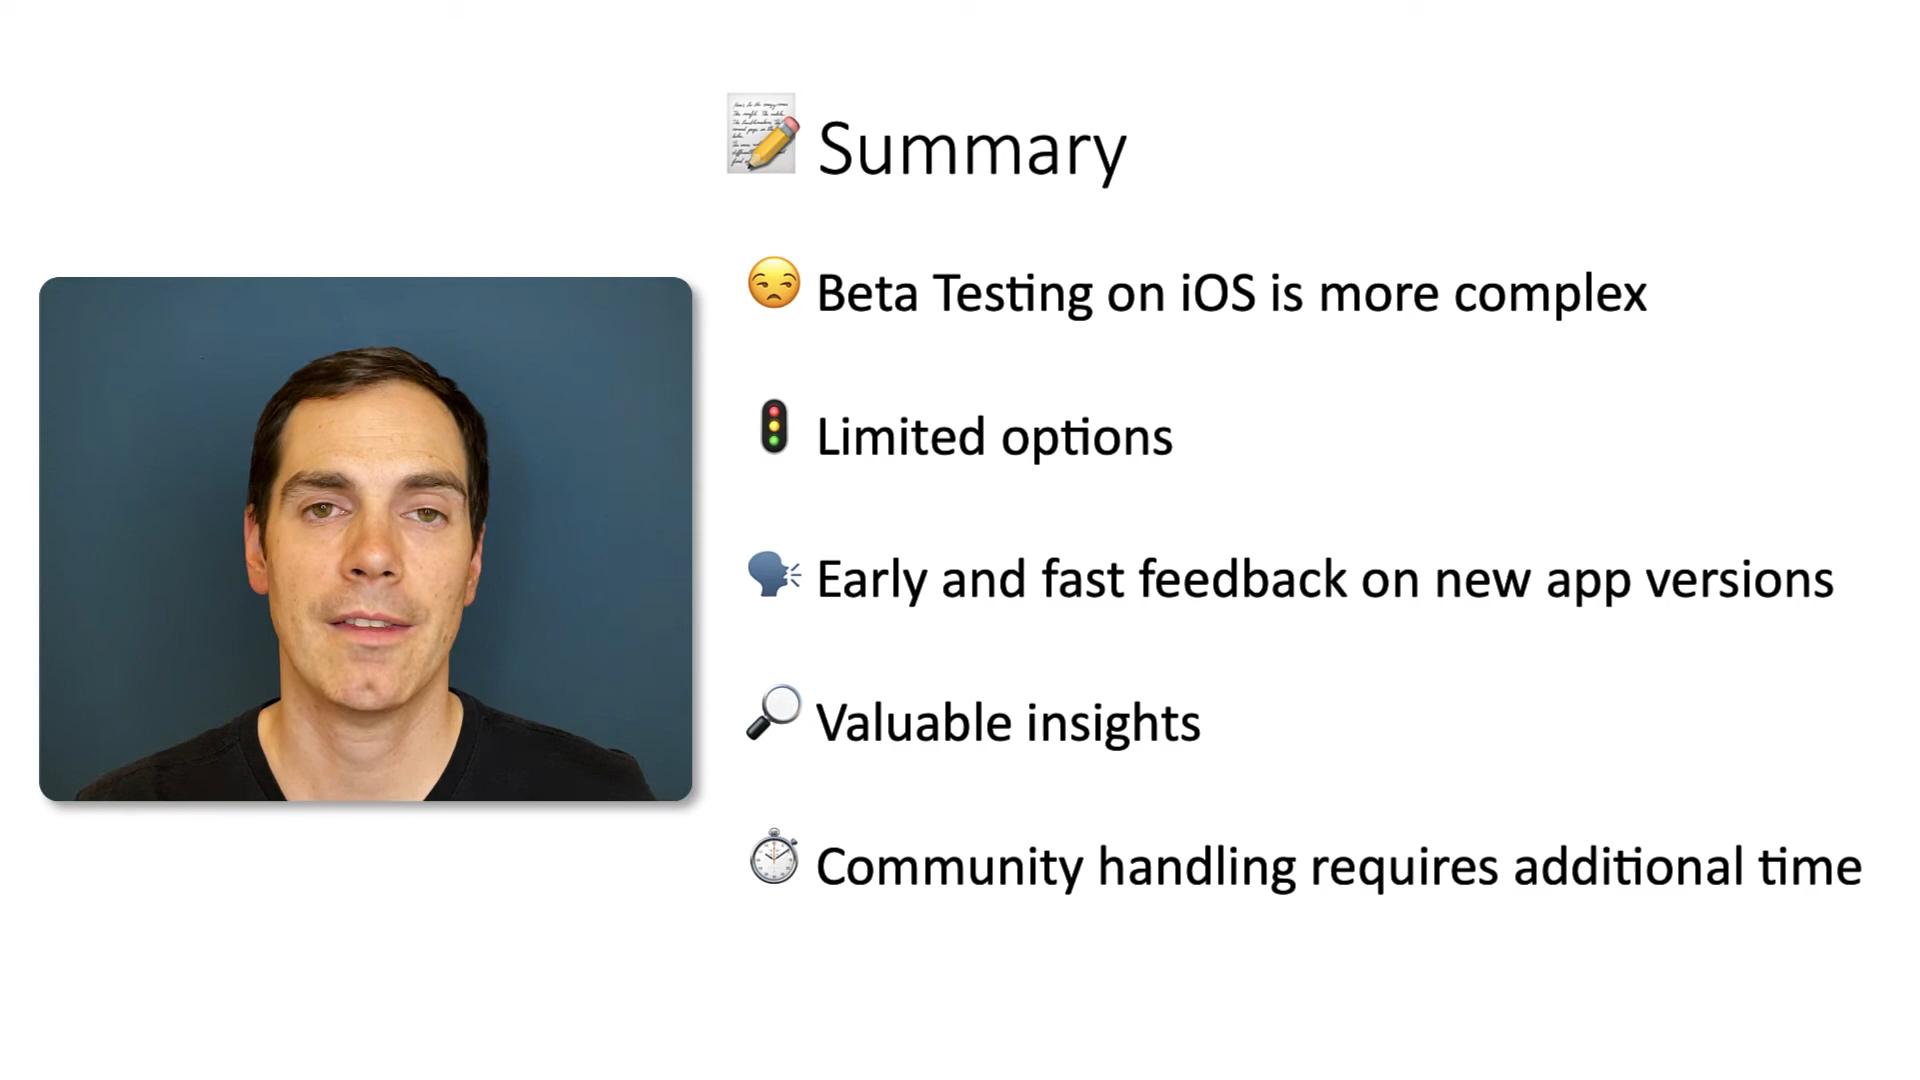 Summary
Beta Testing on iOS is more complex
Limited options
Early and fast feedback on new app versions
Valuable insights
Community handling requires additional time